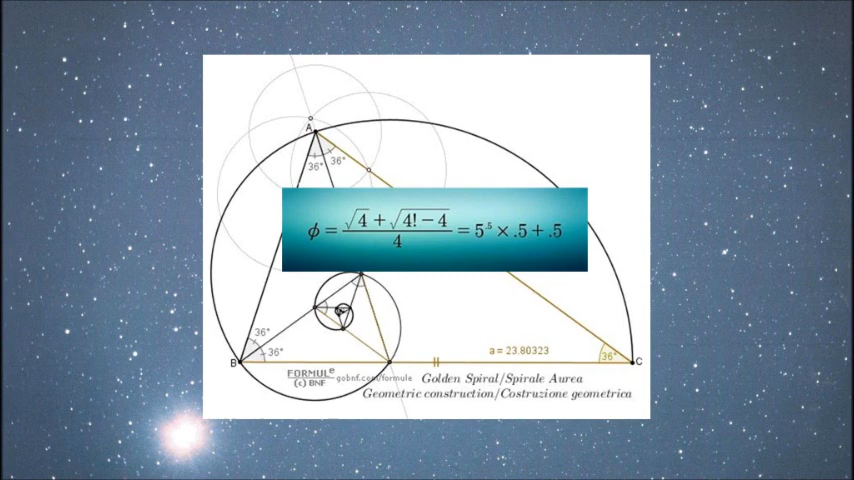 A
36°
36°
ϕ = (√4 + √(4! − 4)) / 4 = 5^.5 × .5 + .5
36°
36°
a = 23.80323
36°
B
C
FORMULe
(c) BNF
gobnf.com/formule
Golden Spiral/Spirale Aurea
Geometric construction/Costruzione geometrica